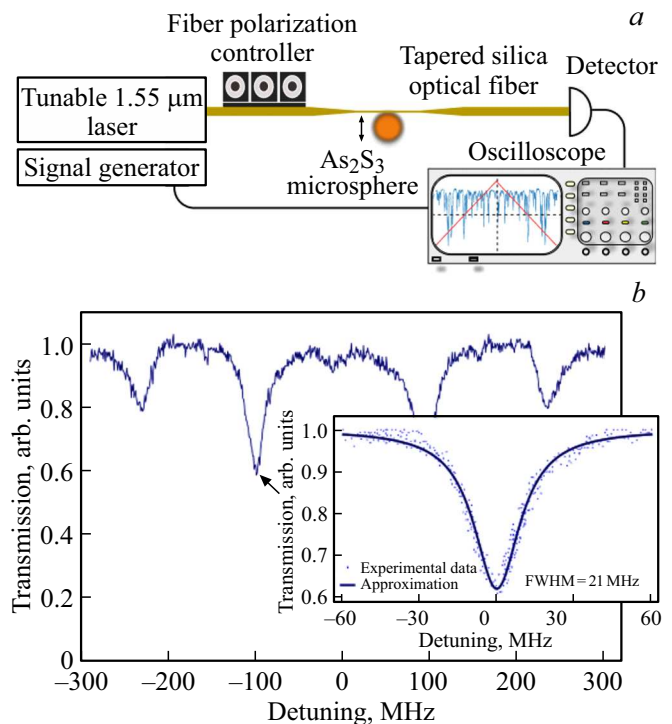 a
Fiber polarization
controller
Tapered silica
optical fiber
Detector
Tunable 1.55 μm
laser
Signal generator
As2S3
microsphere
Oscilloscope
b
Transmission, arb. units
1.0
0.8
0.6
0.4
0.2
0
–300
–200
–100
0
100
200
300
Detuning, MHz
Transmission, arb. units
1.0
0.9
0.8
0.7
0.6
Experimental data
Approximation
FWHM = 21 MHz
–60
–30
0
30
60
Detuning, MHz